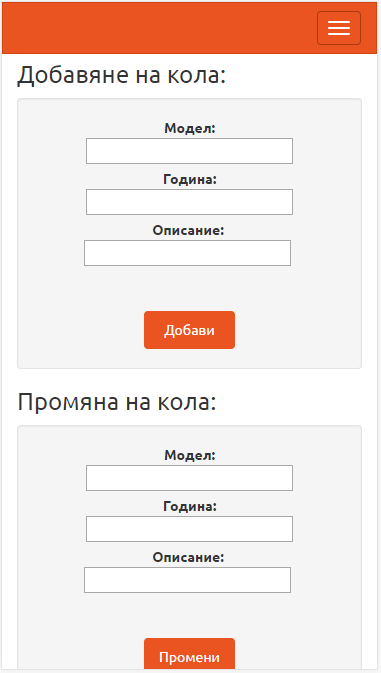 Добавяне на кола:
Модел:
Година:
Описание:
Добави
Промяна на кола:
Модел:
Година:
Описание:
Промени